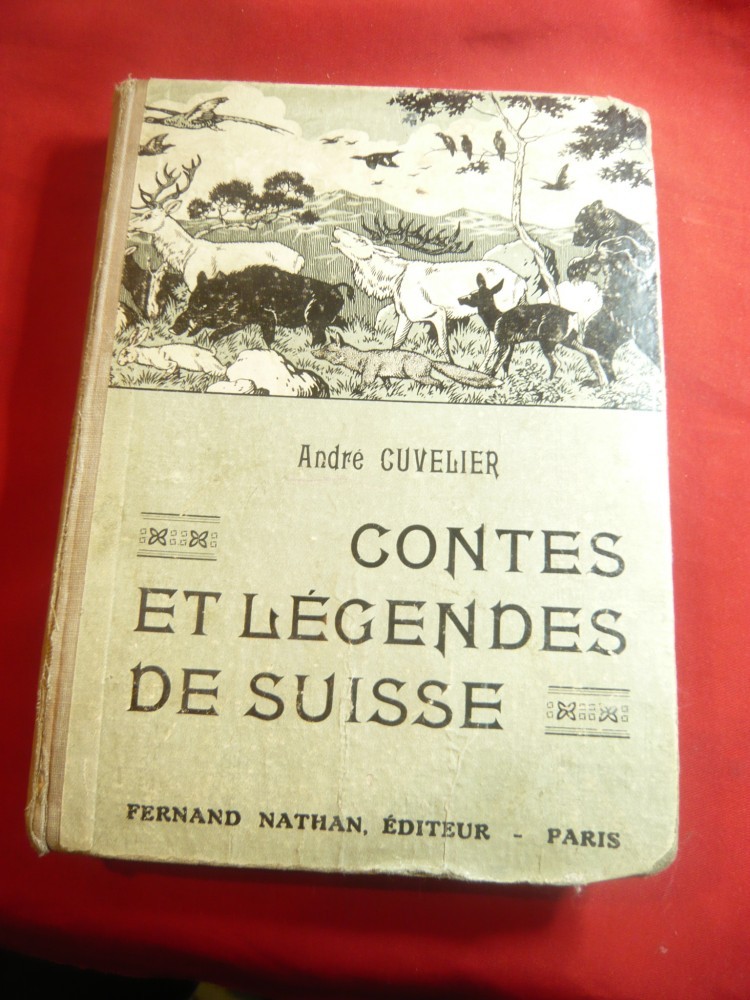 André CUVELIER
CONTES
ET LÉGENDES
DE SUISSE
FERNAND NATHAN, ÉDITEUR - PARIS